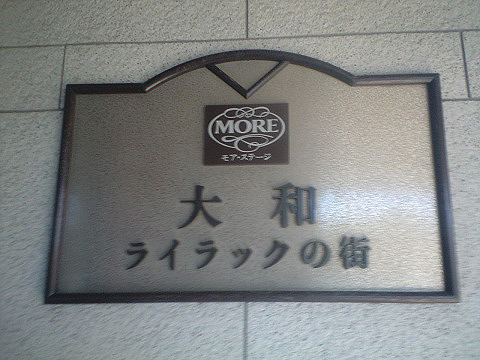 MORE
モア・ステージ
大和
ライラックの街